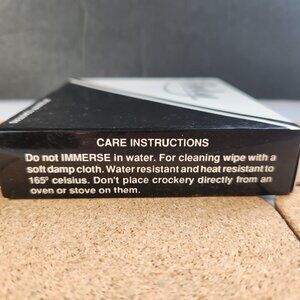 CARE INSTRUCTIONS
Do not IMMERSE in water. For cleaning wipe with a
soft damp cloth. Water resistant and heat resistant to
165° celsius. Don't place crockery directly from an
oven or stove on them.